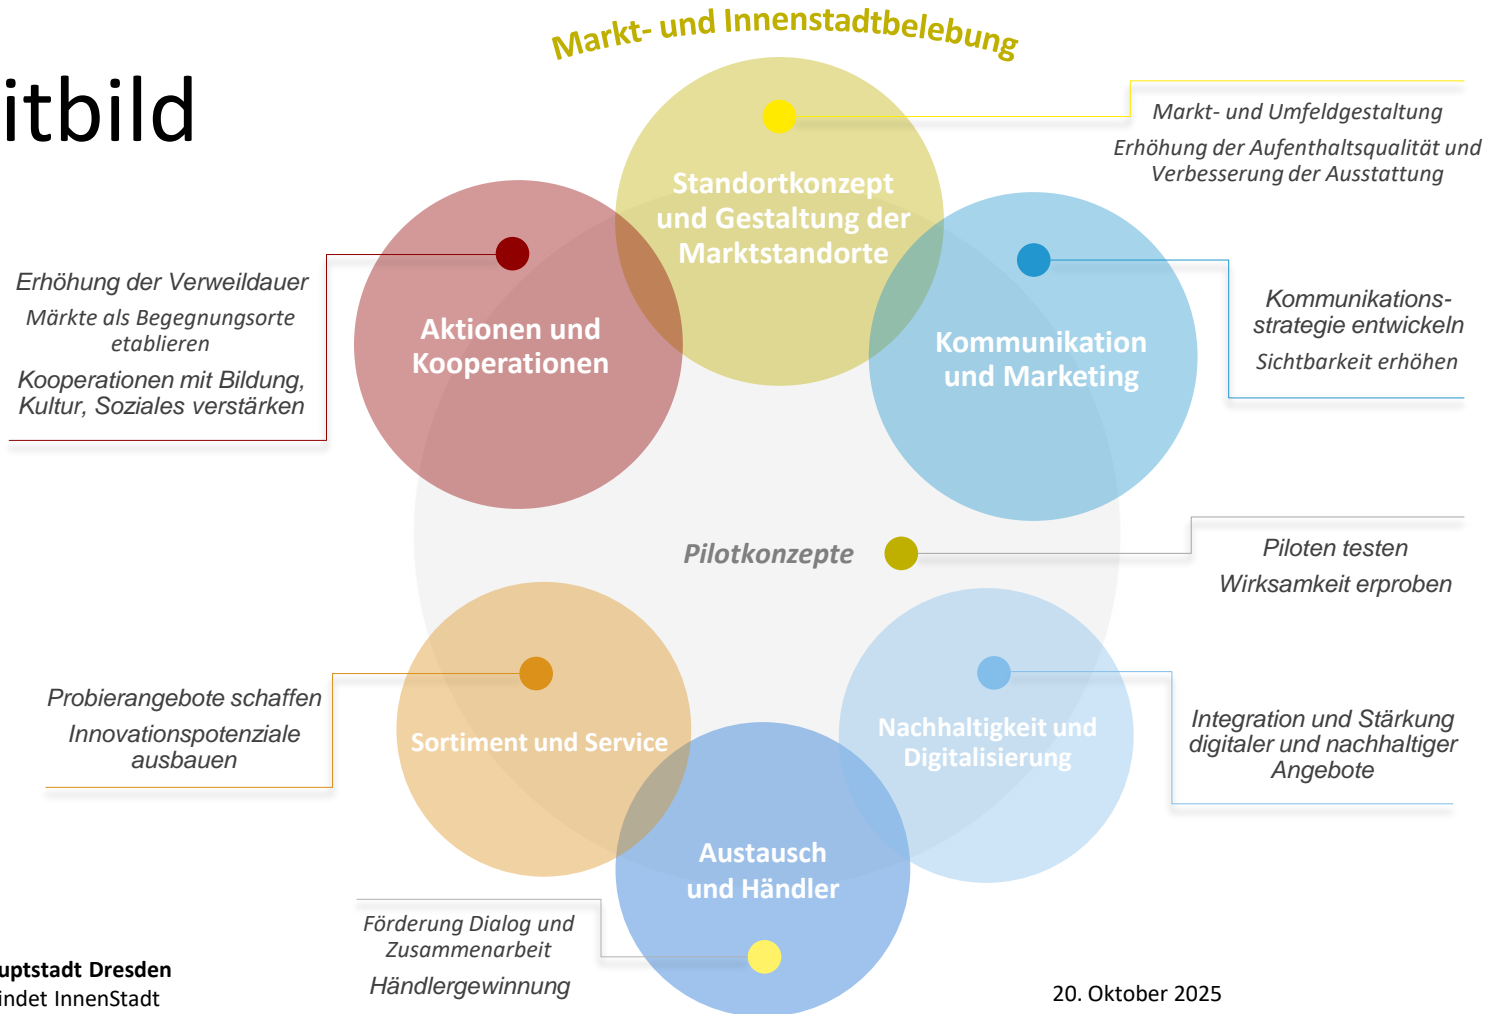 Markt- und Innenstadtbelebung
itbild
Markt- und Umfeldgestaltung
Erhöhung der Aufenthaltsqualität und
Verbesserung der Ausstattung
Standortkonzept
und Gestaltung der
Marktstandorte
Erhöhung der Verweildauer
Märkte als Begegnungsorte
etablieren
Kooperationen mit Bildung,
Kultur, Soziales verstärken
Aktionen und
Kooperationen
Kommunikation
und Marketing
Kommunikations-
strategie entwickeln
Sichtbarkeit erhöhen
Pilotkonzepte
Piloten testen
Wirksamkeit erproben
Probierangebote schaffen
Innovationspotenziale
ausbauen
Sortiment und Service
Nachhaltigkeit und
Digitalisierung
Integration und Stärkung
digitaler und nachhaltiger
Angebote
Austausch
und Händler
Förderung Dialog und
Zusammenarbeit
Händlergewinnung
uptstadt Dresden
indet InnenStadt
20. Oktober 2025